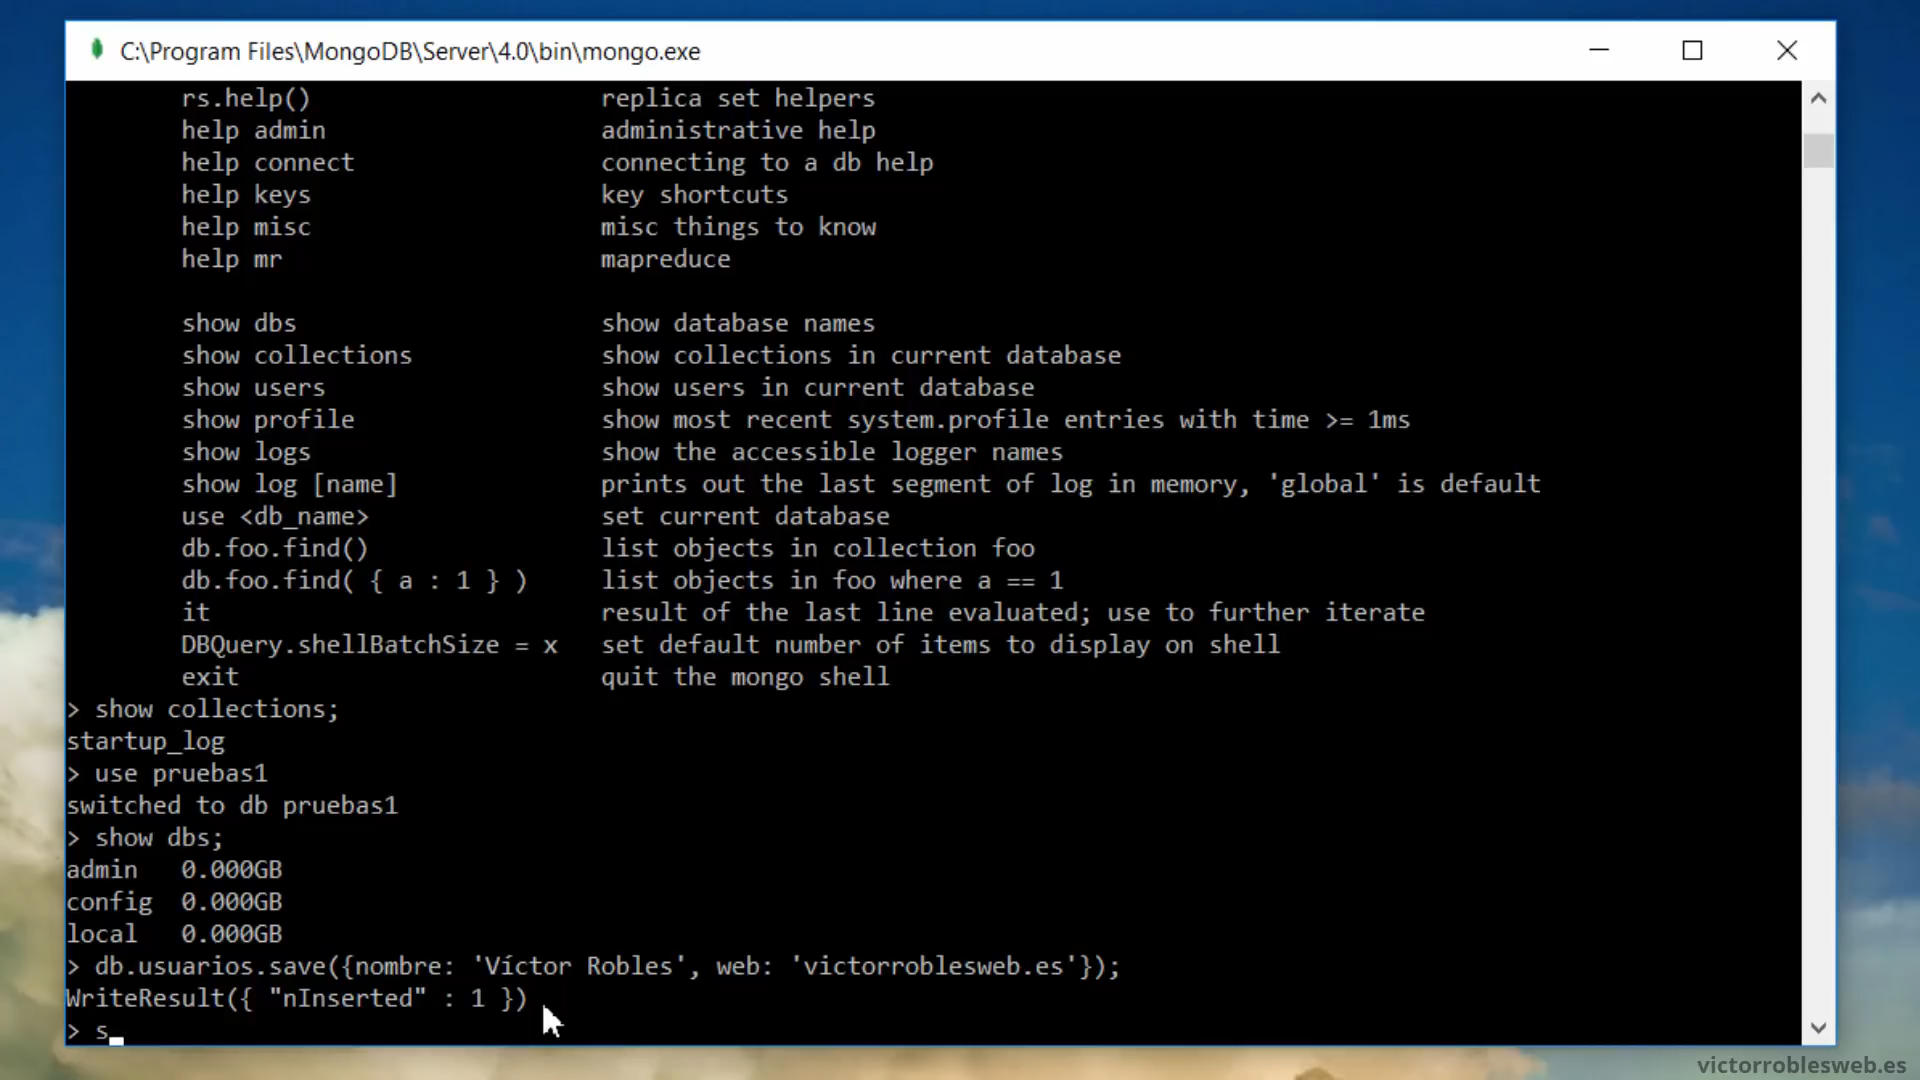 C:\Program Files\MongoDB\Server\4.0\bin\mongo.exe
rs.help() replica set helpers
help admin administrative help
help connect connecting to a db help
help keys key shortcuts
help misc misc things to know
help mr mapreduce
show dbs show database names
show collections show collections in current database
show users show users in current database
show profile show most recent system.profile entries with time >= 1ms
show logs show the accessible logger names
show log [name] prints out the last segment of log in memory, 'global' is default
use <db_name> set current database
db.foo.find() list objects in collection foo
db.foo.find( { a : 1 } ) list objects in foo where a == 1
it result of the last line evaluated; use to further iterate
DBQuery.shellBatchSize = x set default number of items to display on shell
exit quit the mongo shell
> show collections;
startup_log
> use pruebas1
switched to db pruebas1
> show dbs;
admin 0.000GB
config 0.000GB
local 0.000GB
> db.usuarios.save({nombre: 'Víctor Robles', web: 'victorroblesweb.es'});
WriteResult({ "nInserted" : 1 })
> s_
victorroblesweb.es